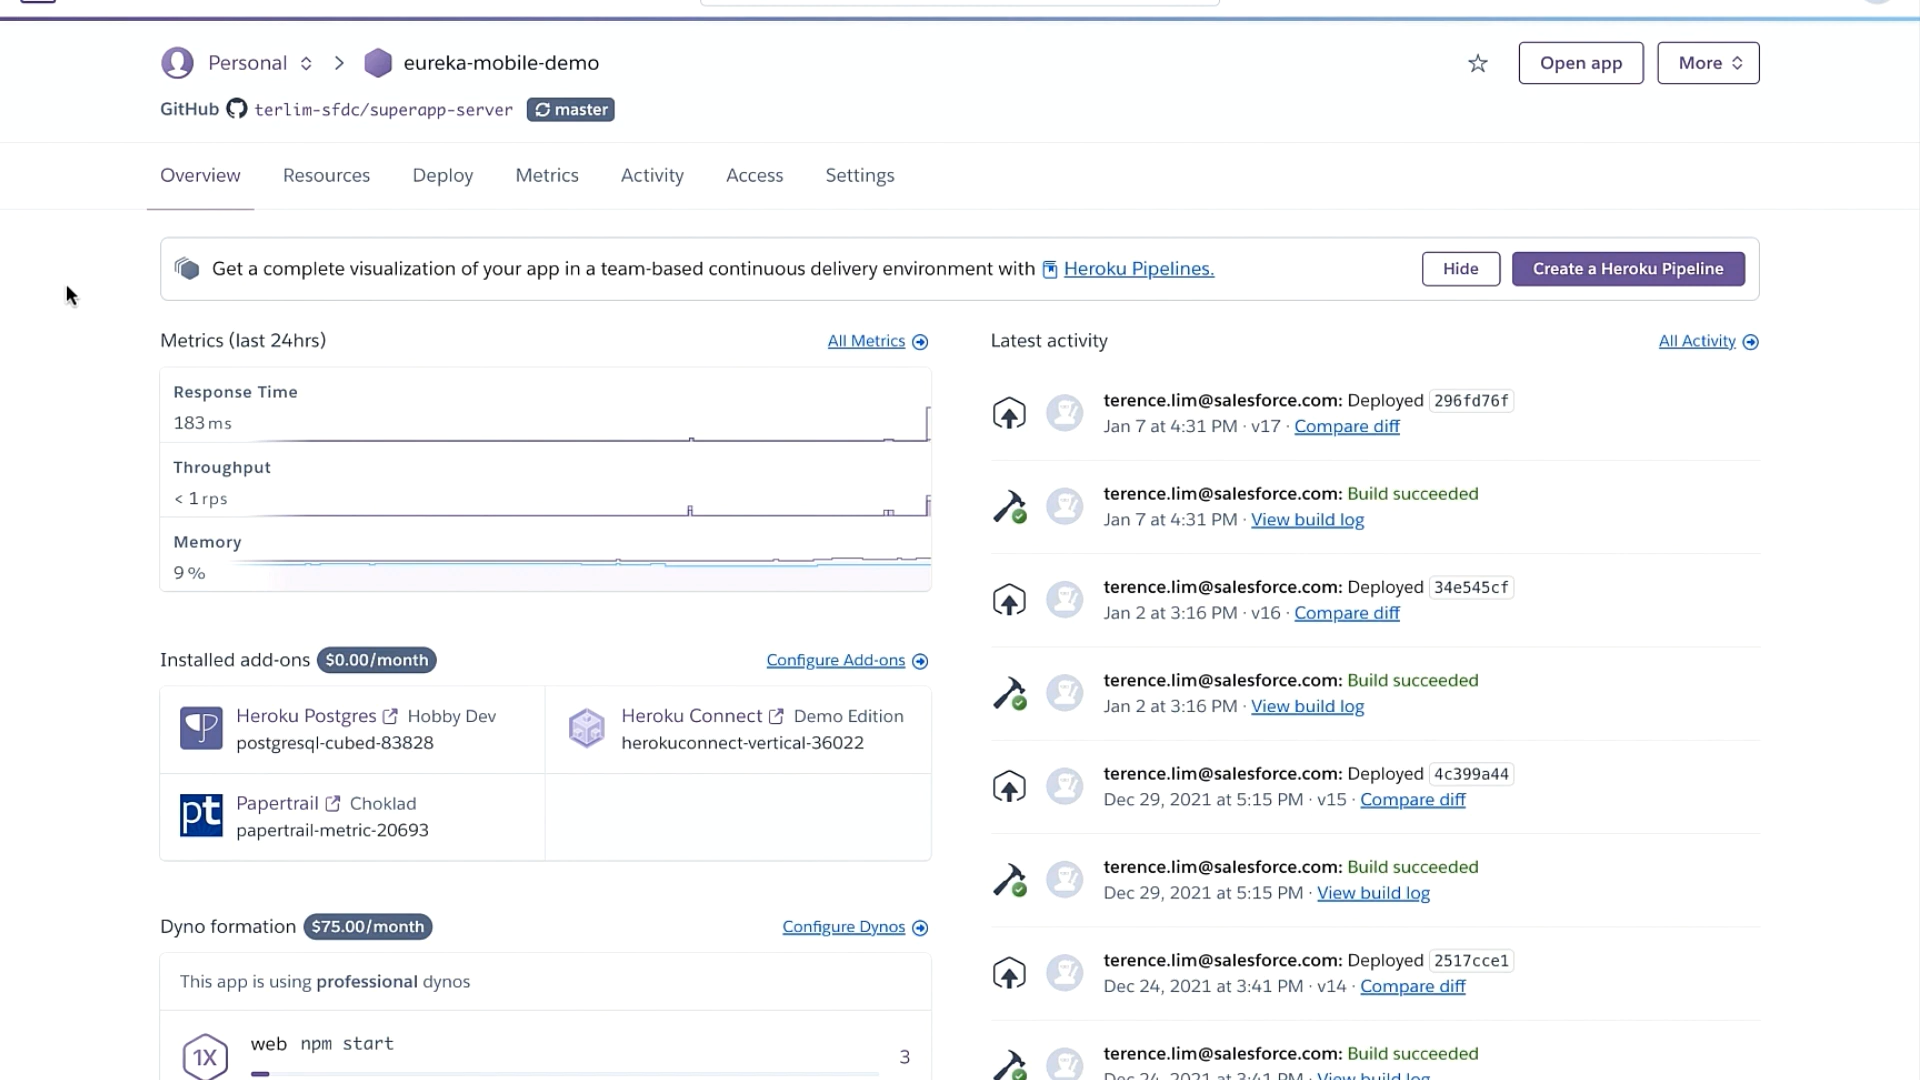 Personal > eureka-mobile-demo
Open app
More
GitHub terlim-sfdc/superapp-server master
Overview Resources Deploy Metrics Activity Access Settings
Get a complete visualization of your app in a team-based continuous delivery environment with Heroku Pipelines.
Hide
Create a Heroku Pipeline
Metrics (last 24hrs)
All Metrics
Response Time
183 ms
Throughput
< 1 rps
Memory
9 %
Installed add-ons $0.00/month
Configure Add-ons
Heroku Postgres Hobby Dev
postgresql-cubed-83828
Heroku Connect Demo Edition
herokuconnect-vertical-36022
pt
Papertrail Choklad
papertrail-metric-20693
Dyno formation $75.00/month
Configure Dynos
This app is using professional dynos
1X
web npm start
3
Latest activity
All Activity
terence.lim@salesforce.com: Deployed 296fd76f
Jan 7 at 4:31 PM · v17 · Compare diff
terence.lim@salesforce.com: Build succeeded
Jan 7 at 4:31 PM · View build log
terence.lim@salesforce.com: Deployed 34e545cf
Jan 2 at 3:16 PM · v16 · Compare diff
terence.lim@salesforce.com: Build succeeded
Jan 2 at 3:16 PM · View build log
terence.lim@salesforce.com: Deployed 4c399a44
Dec 29, 2021 at 5:15 PM · v15 · Compare diff
terence.lim@salesforce.com: Build succeeded
Dec 29, 2021 at 5:15 PM · View build log
terence.lim@salesforce.com: Deployed 2517cce1
Dec 24, 2021 at 3:41 PM · v14 · Compare diff
terence.lim@salesforce.com: Build succeeded
Dec 24, 2021 at 3:41 PM · View build log